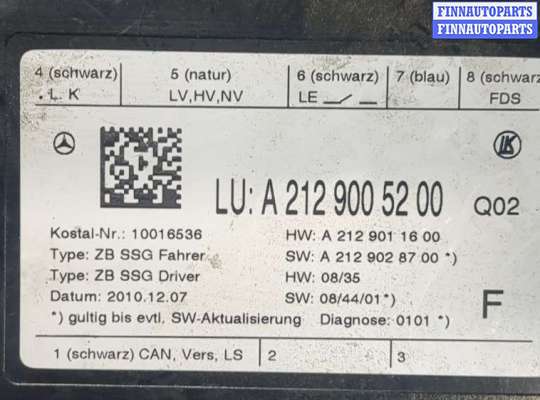 FINNAUTOPARTS
FINNAUTOPARTS
4 (schwarz) 5 (natur) 6 (schwarz) 7 (blau) 8 (schwarz
. L. K LV,HV,NV LE FDS
LK
LU: A 212 900 52 00 Q02
Kostal-Nr.: 10016536 HW: A 212 901 16 00
Type: ZB SSG Fahrer SW: A 212 902 87 00 *)
Type: ZB SSG Driver HW: 08/35
Datum: 2010.12.07 SW: 08/44/01*) F
*) gultig bis evtl. SW-Aktualisierung Diagnose: 0101 *)
1 (schwarz) CAN, Vers, LS 2 3